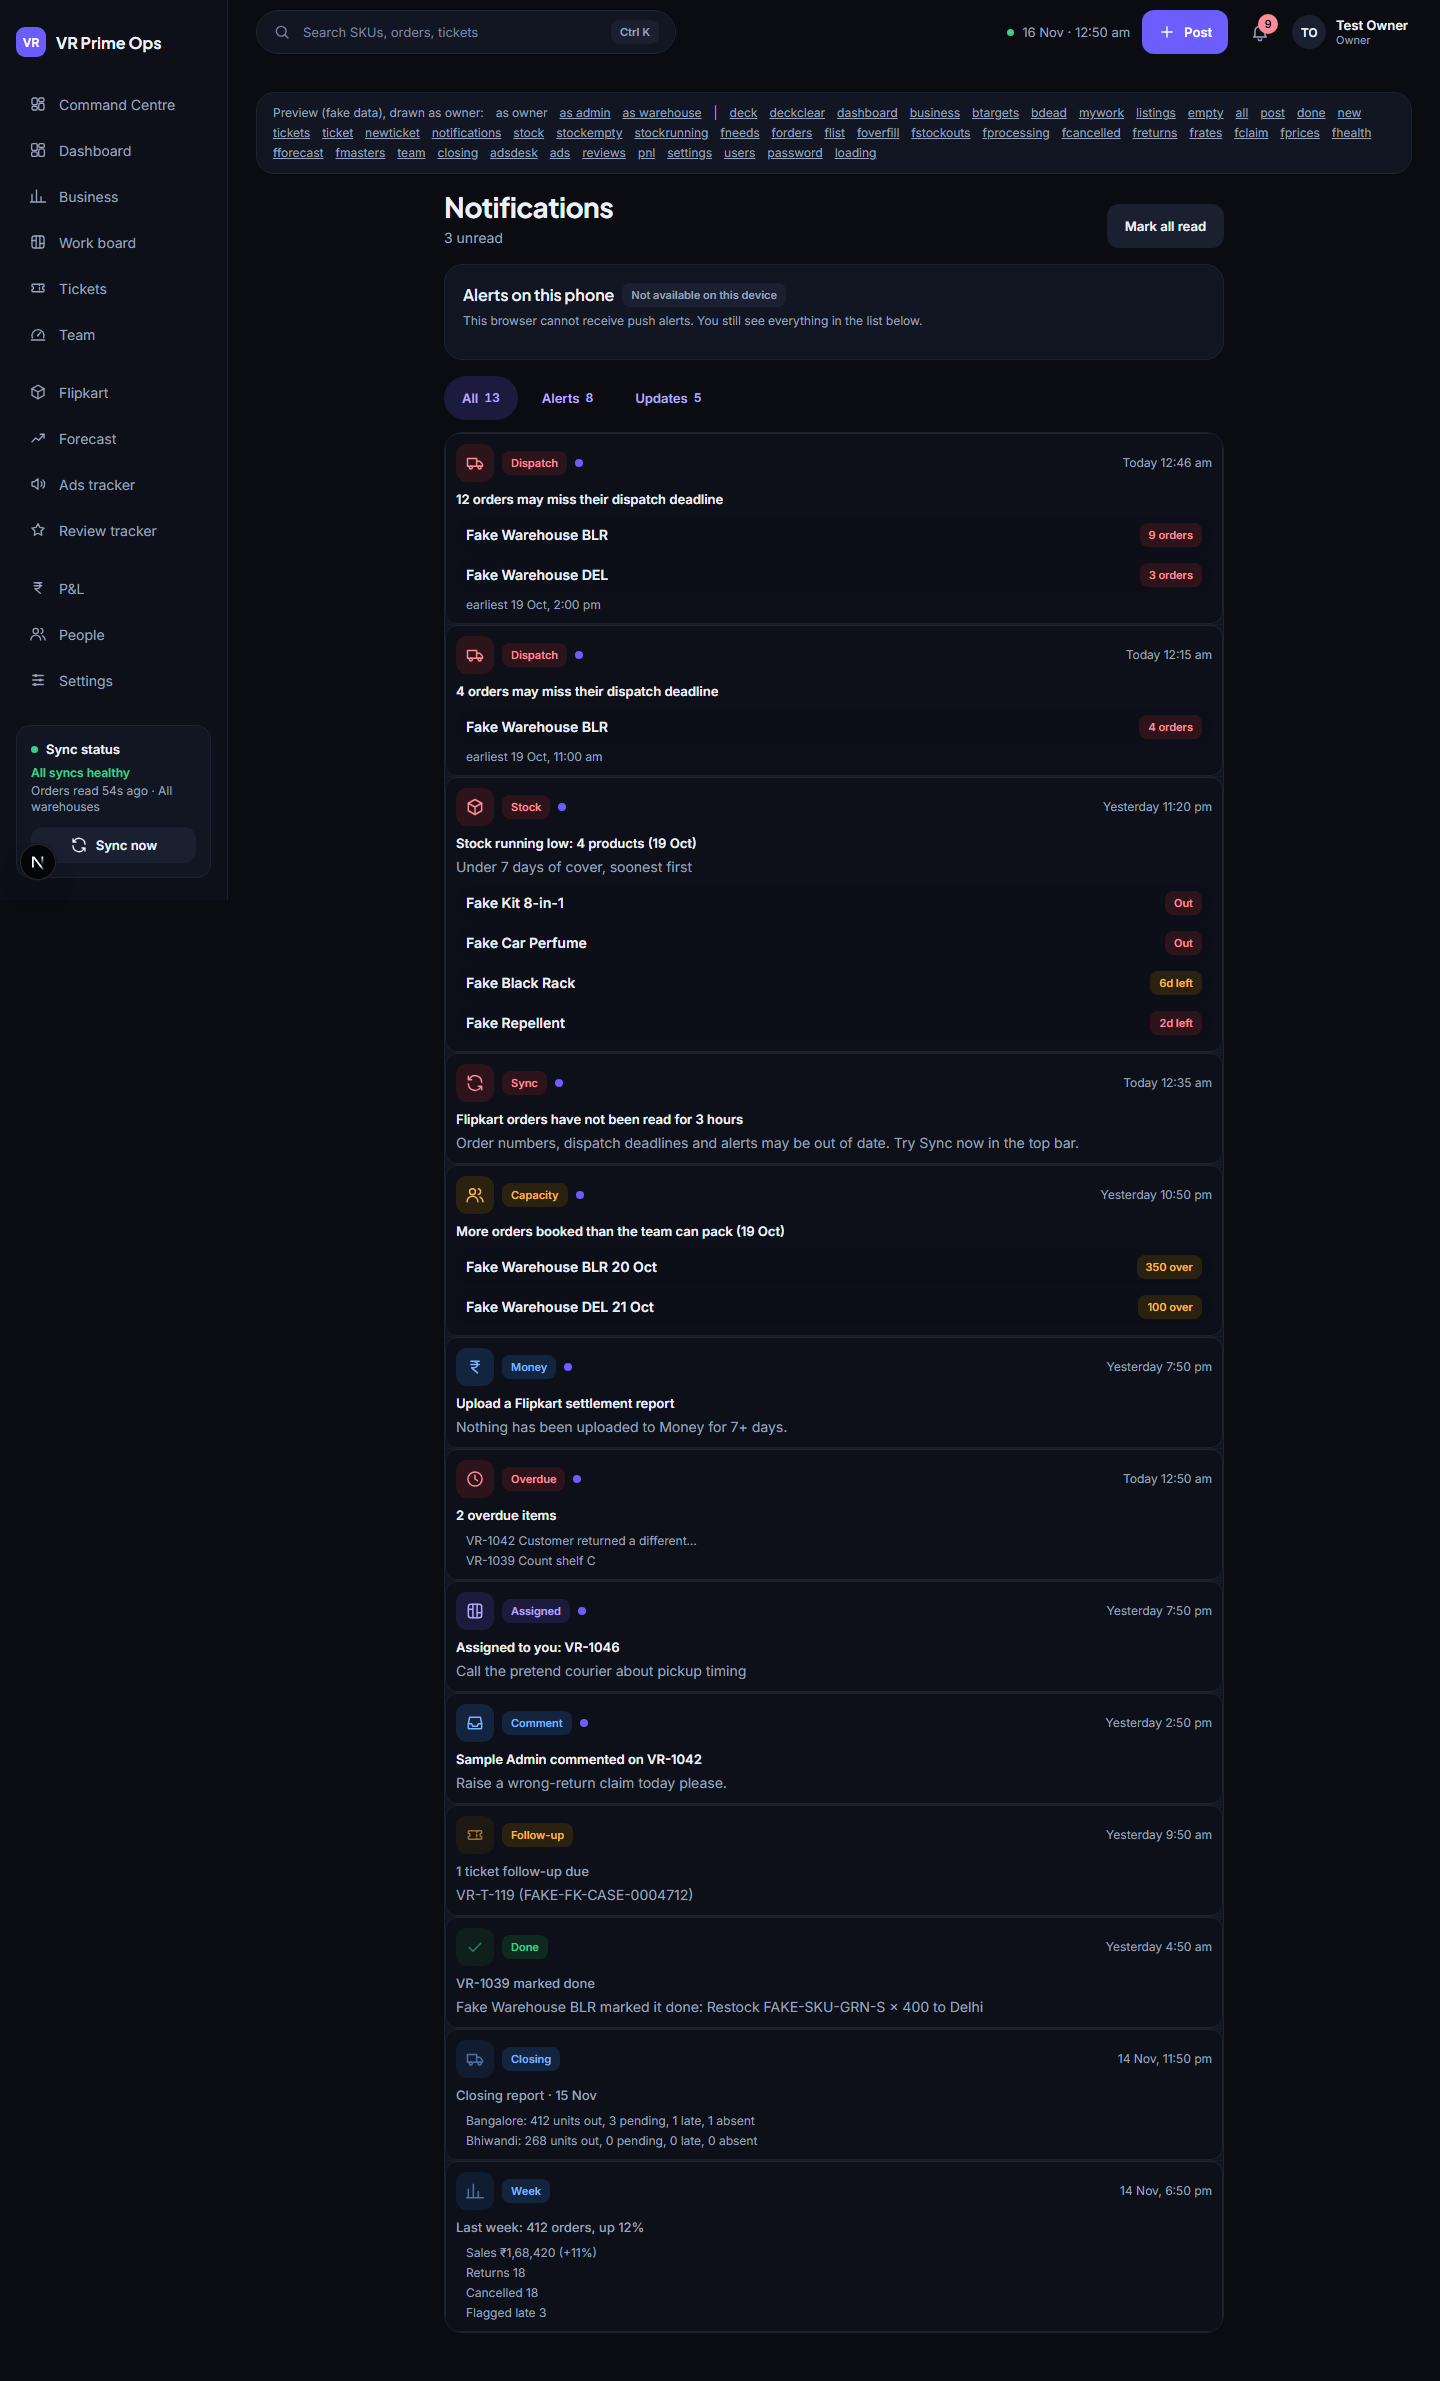 VR VR Prime Ops
Search SKUs, orders, tickets Ctrl K
16 Nov · 12:50 am
Post
9
TO Test Owner
Owner
Command Centre
Dashboard
Business
Work board
Tickets
Team
Flipkart
Forecast
Ads tracker
Review tracker
P&L
People
Settings
Sync status
All syncs healthy
Orders read 54s ago · All
warehouses
Sync now
N
Preview (fake data), drawn as owner: as owner as admin as warehouse | deck deckclear dashboard business btargets bdead mywork listings empty all post done new
tickets ticket newticket notifications stock stockempty stockrunning fneeds forders flist foverfill fstockouts fprocessing fcancelled freturns frates fclaim fprices fhealth
fforecast fmasters team closing adsdesk ads reviews pnl settings users password loading
Notifications
3 unread
Mark all read
Alerts on this phone Not available on this device
This browser cannot receive push alerts. You still see everything in the list below.
All 13 Alerts 8 Updates 5
Dispatch Today 12:46 am
12 orders may miss their dispatch deadline
Fake Warehouse BLR 9 orders
Fake Warehouse DEL 3 orders
earliest 19 Oct, 2:00 pm
Dispatch Today 12:15 am
4 orders may miss their dispatch deadline
Fake Warehouse BLR 4 orders
earliest 19 Oct, 11:00 am
Stock Yesterday 11:20 pm
Stock running low: 4 products (19 Oct)
Under 7 days of cover, soonest first
Fake Kit 8-in-1 Out
Fake Car Perfume Out
Fake Black Rack 6d left
Fake Repellent 2d left
Sync Today 12:35 am
Flipkart orders have not been read for 3 hours
Order numbers, dispatch deadlines and alerts may be out of date. Try Sync now in the top bar.
Capacity Yesterday 10:50 pm
More orders booked than the team can pack (19 Oct)
Fake Warehouse BLR 20 Oct 350 over
Fake Warehouse DEL 21 Oct 100 over
Money Yesterday 7:50 pm
Upload a Flipkart settlement report
Nothing has been uploaded to Money for 7+ days.
Overdue Today 12:50 am
2 overdue items
VR-1042 Customer returned a different...
VR-1039 Count shelf C
Assigned Yesterday 7:50 pm
Assigned to you: VR-1046
Call the pretend courier about pickup timing
Comment Yesterday 2:50 pm
Sample Admin commented on VR-1042
Raise a wrong-return claim today please.
Follow-up Yesterday 9:50 am
1 ticket follow-up due
VR-T-119 (FAKE-FK-CASE-0004712)
Done Yesterday 4:50 am
VR-1039 marked done
Fake Warehouse BLR marked it done: Restock FAKE-SKU-GRN-S × 400 to Delhi
Closing 14 Nov, 11:50 pm
Closing report · 15 Nov
Bangalore: 412 units out, 3 pending, 1 late, 1 absent
Bhiwandi: 268 units out, 0 pending, 0 late, 0 absent
Week 14 Nov, 6:50 pm
Last week: 412 orders, up 12%
Sales ₹1,68,420 (+11%)
Returns 18
Cancelled 18
Flagged late 3